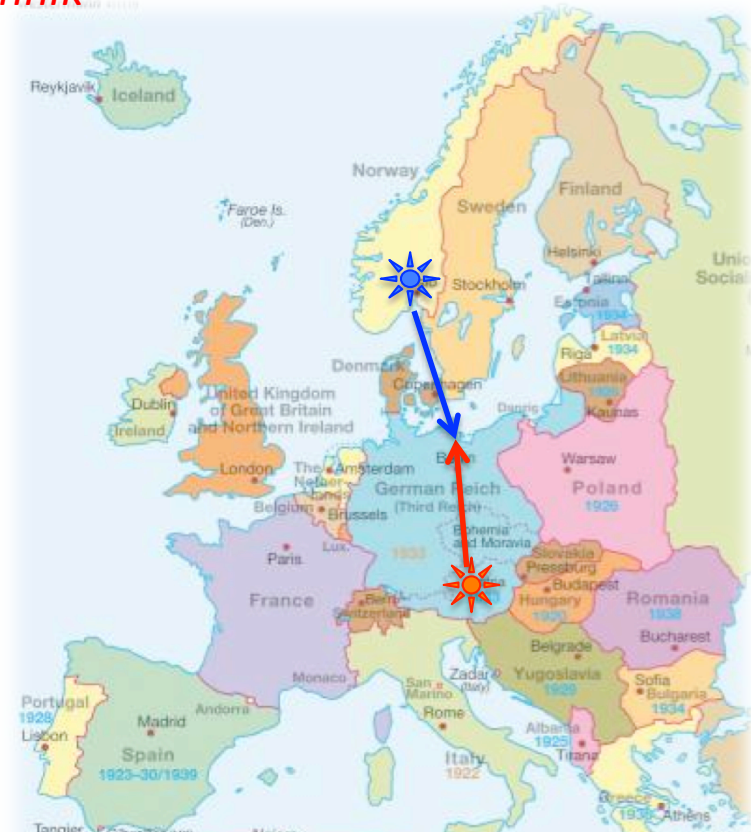 Reykjavik
Iceland
Norway
Faroe Is.
(Den.)
Sweden
Finland
Helsinki
Stockholm
Tallinn
Estonia
1934
Latvia
Riga
1934
Lithuania
Kaunas
Denmark
Copenhagen
Danzig
United Kingdom
of Great Britain
and Northern Ireland
Dublin
Ireland
London
The
Nether-
lands
Amsterdam
Belgium
Brussels
Lux.
German Reich
(Third Reich)
1933
Bohemia
and Moravia
Warsaw
Poland
1926
Slovakia
Pressburg
Budapest
Hungary
1920
Romania
1938
Bucharest
Paris
France
Bern
Switzerland
Monaco
Andorra
San
Marino
Zadar
(Italy)
Rome
Italy
1922
Belgrade
Yugoslavia
1929
Sofia
Bulgaria
1934
Albania
1925
Tirana
Greece
Athens
Portugal
1928
Lisbon
Madrid
Spain
1923–30/1939
Tangier